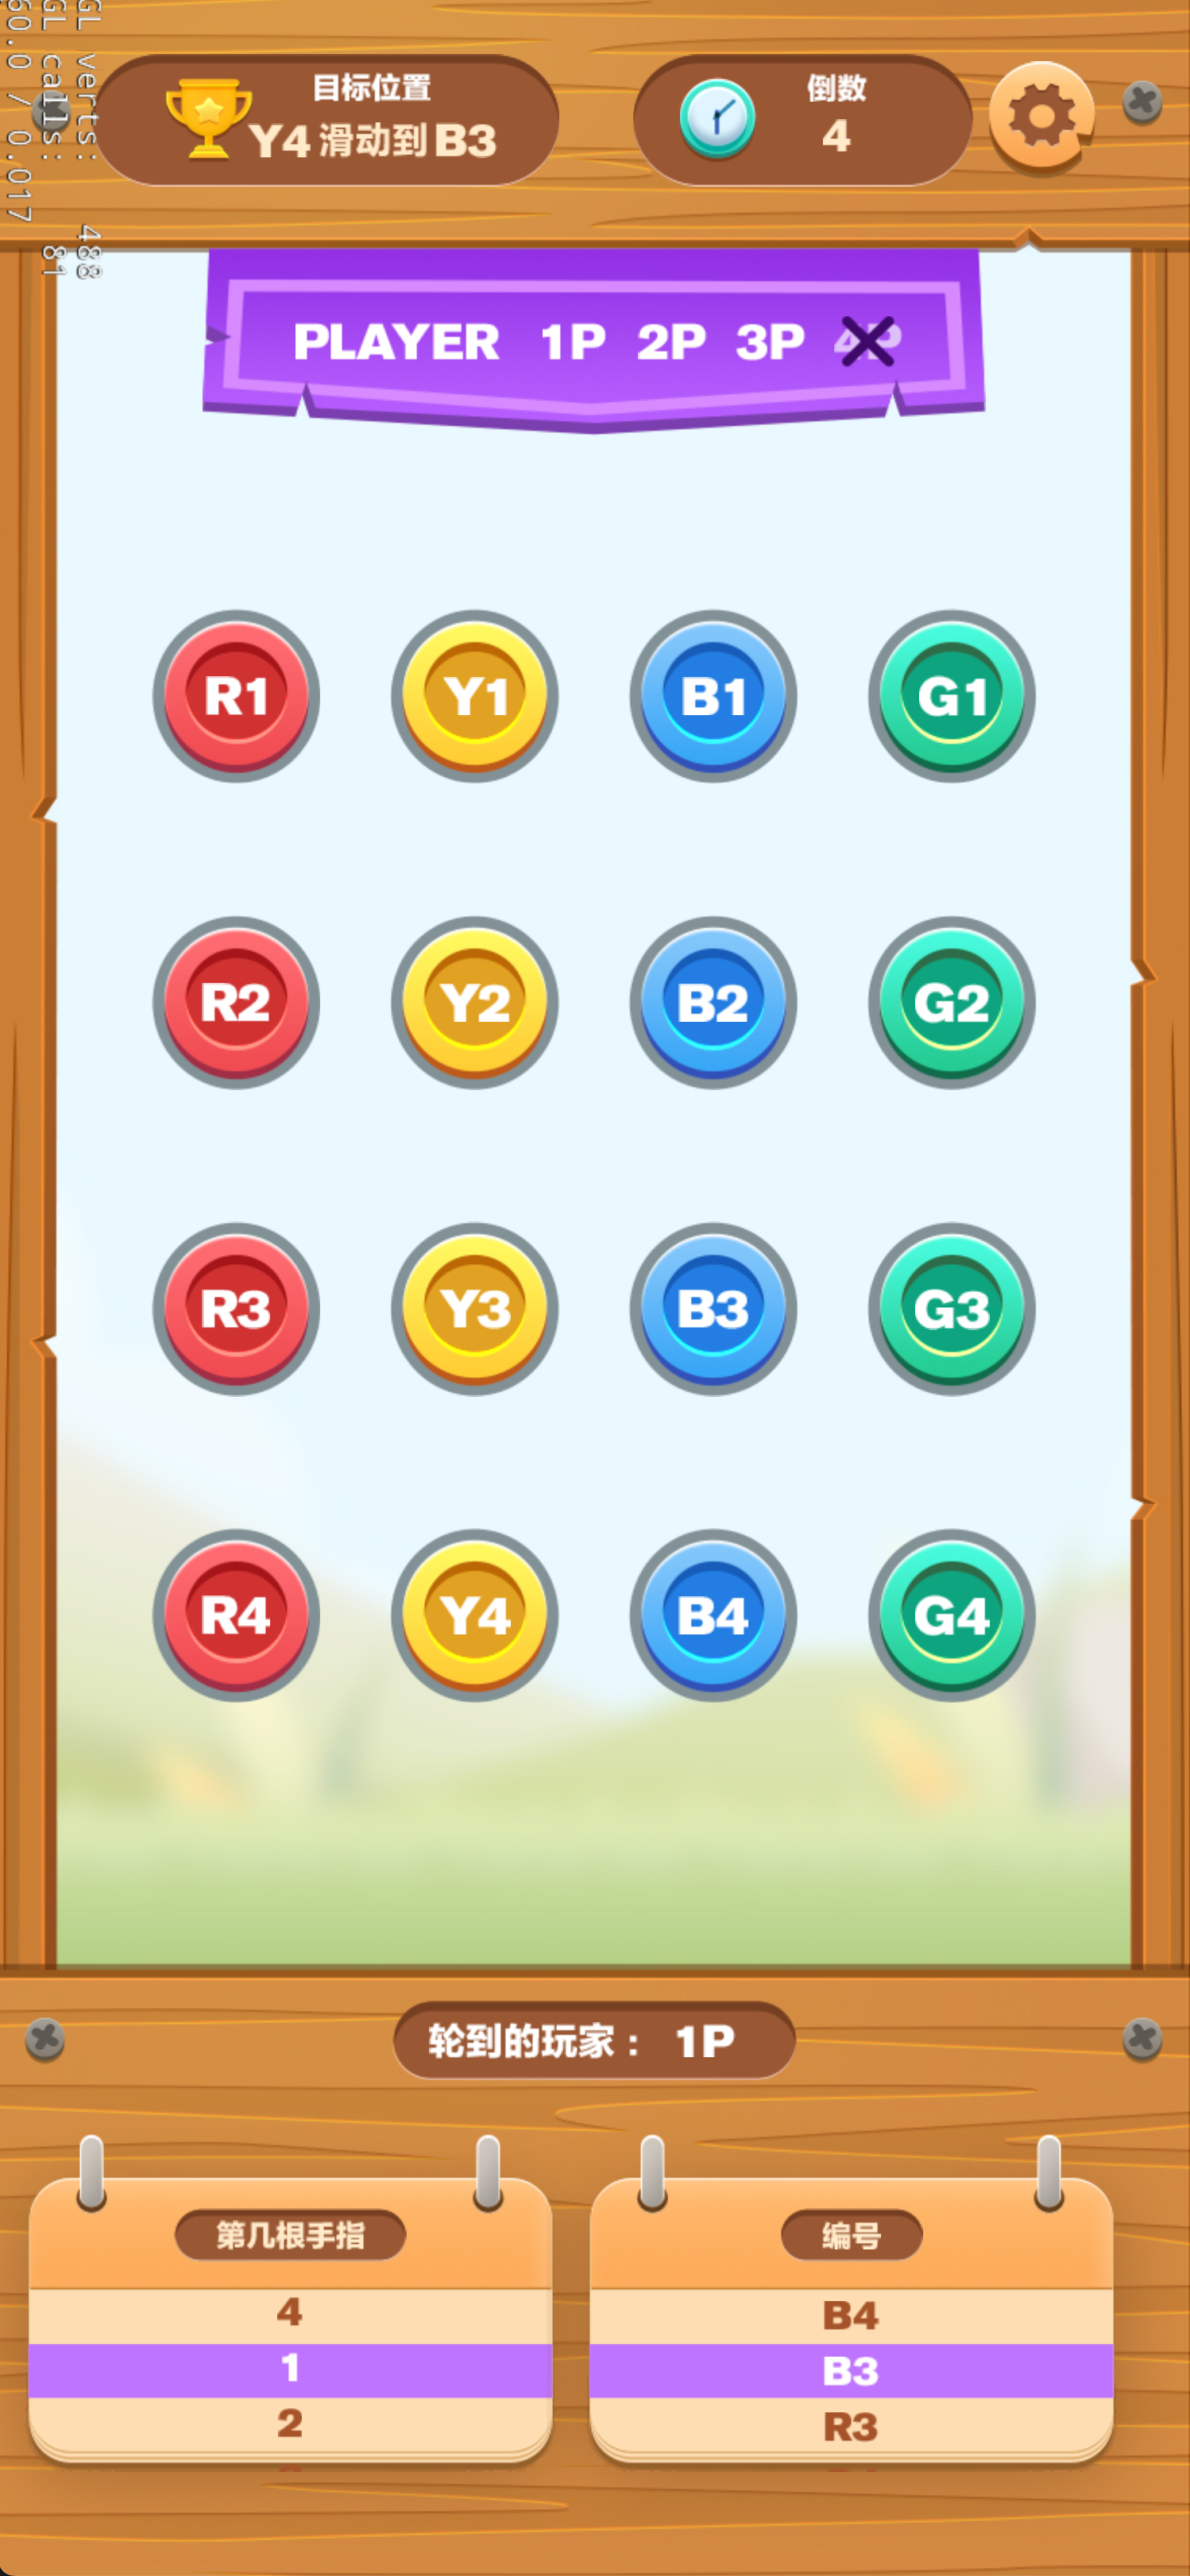 GL verts: 488
GL calls: 81
60.0 / 0.017
目标位置
Y4 滑动到 B3
倒数
4
PLAYER 1P 2P 3P 4P
R1 Y1 B1 G1
R2 Y2 B2 G2
R3 Y3 B3 G3
R4 Y4 B4 G4
轮到的玩家： 1P
第几根手指
4
1
2
编号
B4
B3
R3